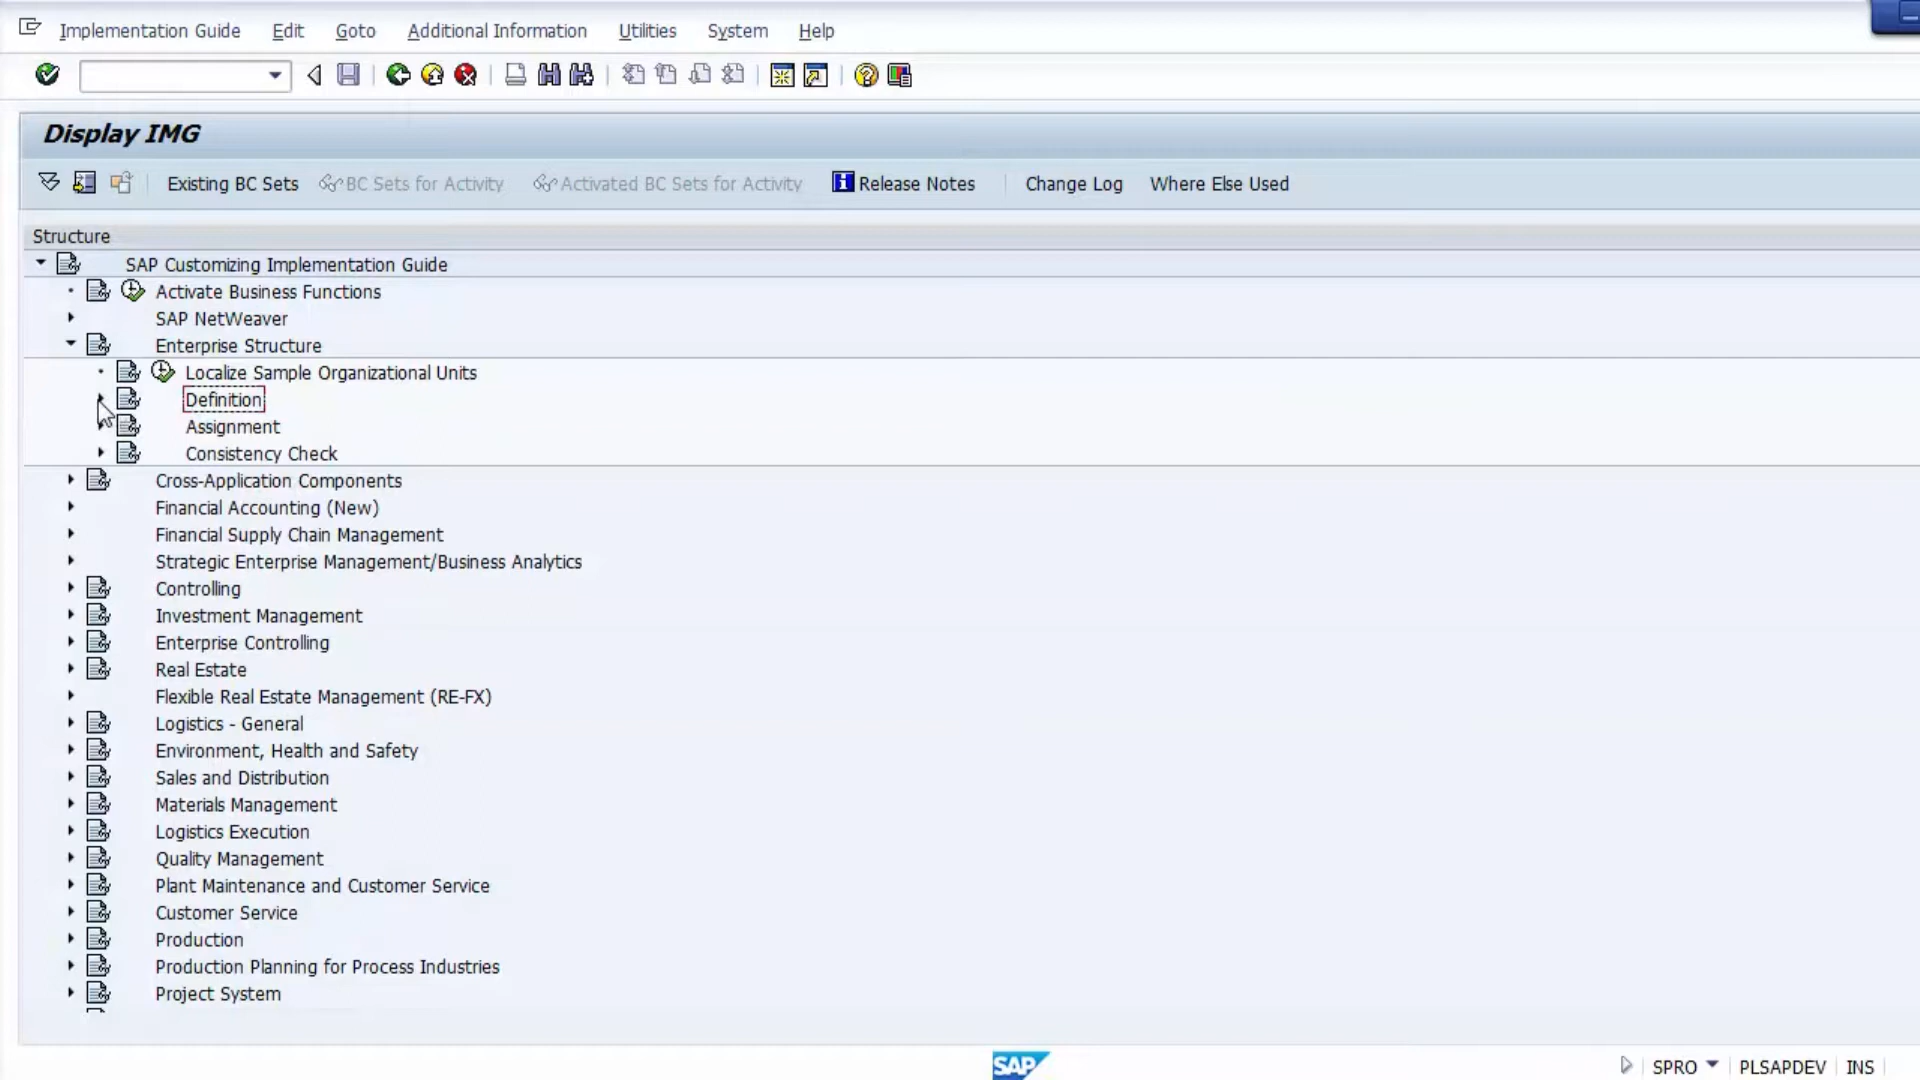 Implementation Guide Edit Goto Additional Information Utilities System Help
Display IMG
Existing BC Sets BC Sets for Activity Activated BC Sets for Activity Release Notes Change Log Where Else Used
Structure
SAP Customizing Implementation Guide
Activate Business Functions
SAP NetWeaver
Enterprise Structure
Localize Sample Organizational Units
Definition
Assignment
Consistency Check
Cross-Application Components
Financial Accounting (New)
Financial Supply Chain Management
Strategic Enterprise Management/Business Analytics
Controlling
Investment Management
Enterprise Controlling
Real Estate
Flexible Real Estate Management (RE-FX)
Logistics - General
Environment, Health and Safety
Sales and Distribution
Materials Management
Logistics Execution
Quality Management
Plant Maintenance and Customer Service
Customer Service
Production
Production Planning for Process Industries
Project System
SAP SPRO PLSAPDEV INS